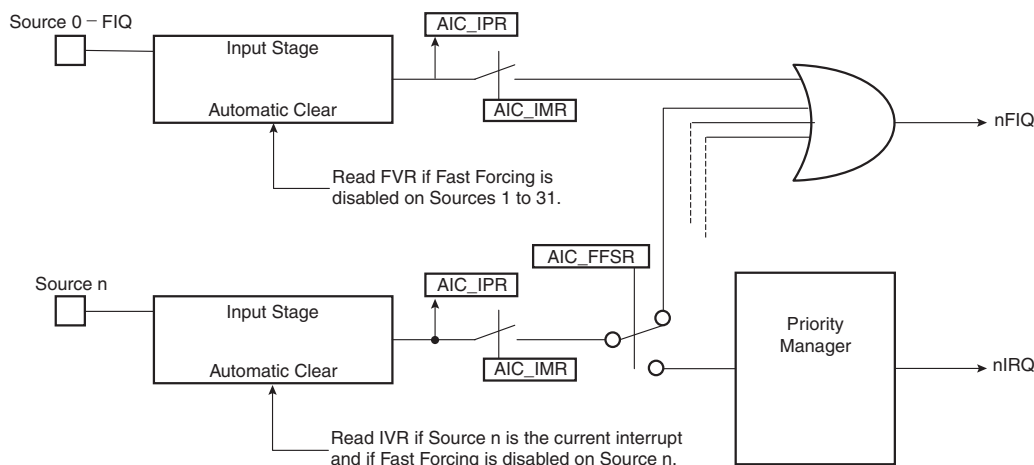 Source 0 – FIQ
AIC_IPR
Input Stage
Automatic Clear
AIC_IMR
nFIQ
Read FVR if Fast Forcing is
disabled on Sources 1 to 31.
AIC_FFSR
Source n
AIC_IPR
Input Stage
Priority
Manager
Automatic Clear
AIC_IMR
nIRQ
Read IVR if Source n is the current interrupt
and if Fast Forcing is disabled on Source n.